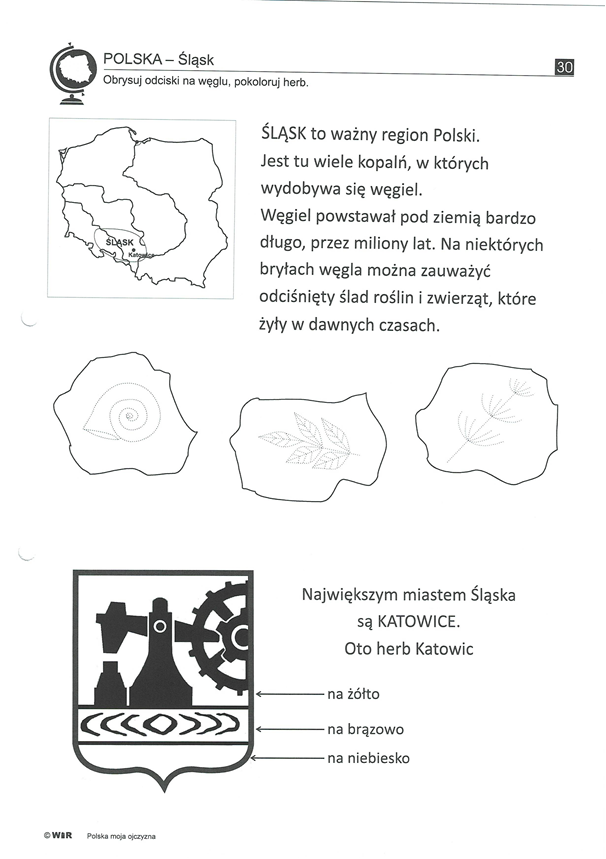 POLSKA – Śląsk
Obrysuj odciski na węglu, pokoloruj herb.
30
ŚLĄSK
Katowice
ŚLĄSK to ważny region Polski.
Jest tu wiele kopalń, w których
wydobywa się węgiel.
Węgiel powstawał pod ziemią bardzo
długo, przez miliony lat. Na niektórych
bryłach węgla można zauważyć
odciśnięty ślad roślin i zwierząt, które
żyły w dawnych czasach.
Największym miastem Śląska
są KATOWICE.
Oto herb Katowic
na żółto
na brązowo
na niebiesko
© WiR Polska moja ojczyzna